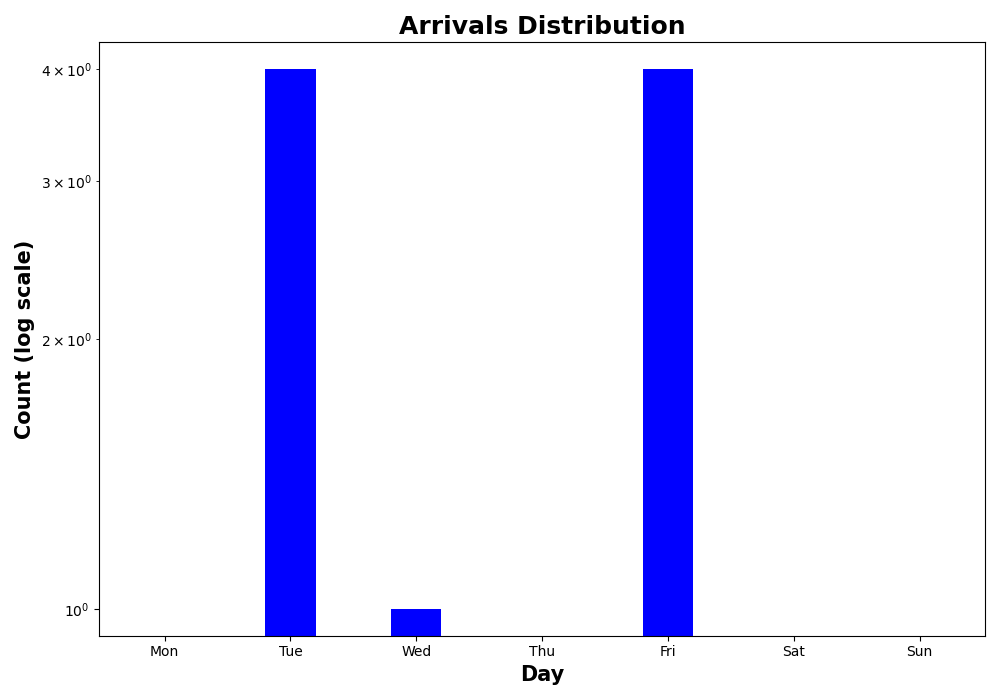 Arrivals Distribution
4 × 10⁰
3 × 10⁰
2 × 10⁰
10⁰
Count (log scale)
Mon Tue Wed Thu Fri Sat Sun
Day